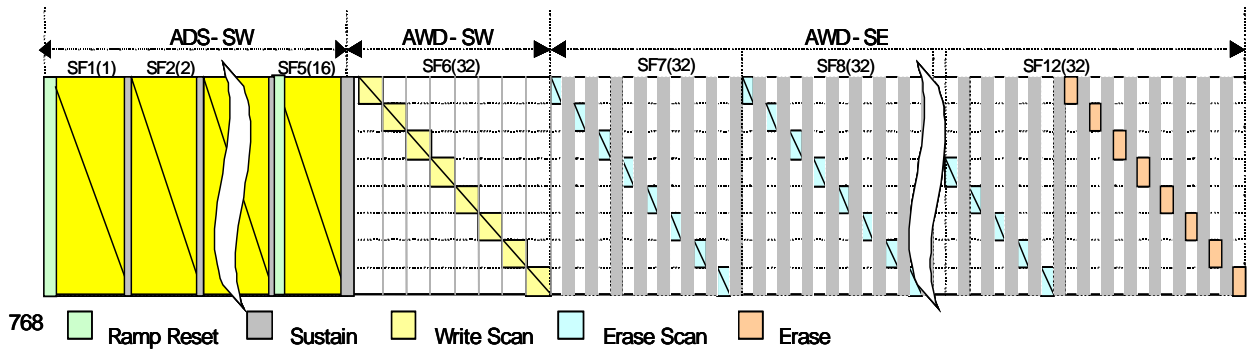 ADS-SW AWD-SW AWD-SE
SF1(1) SF2(2) SF5(16) SF6(32) SF7(32) SF8(32) SF12(32)
768 Ramp Reset Sustain Write Scan Erase Scan Erase